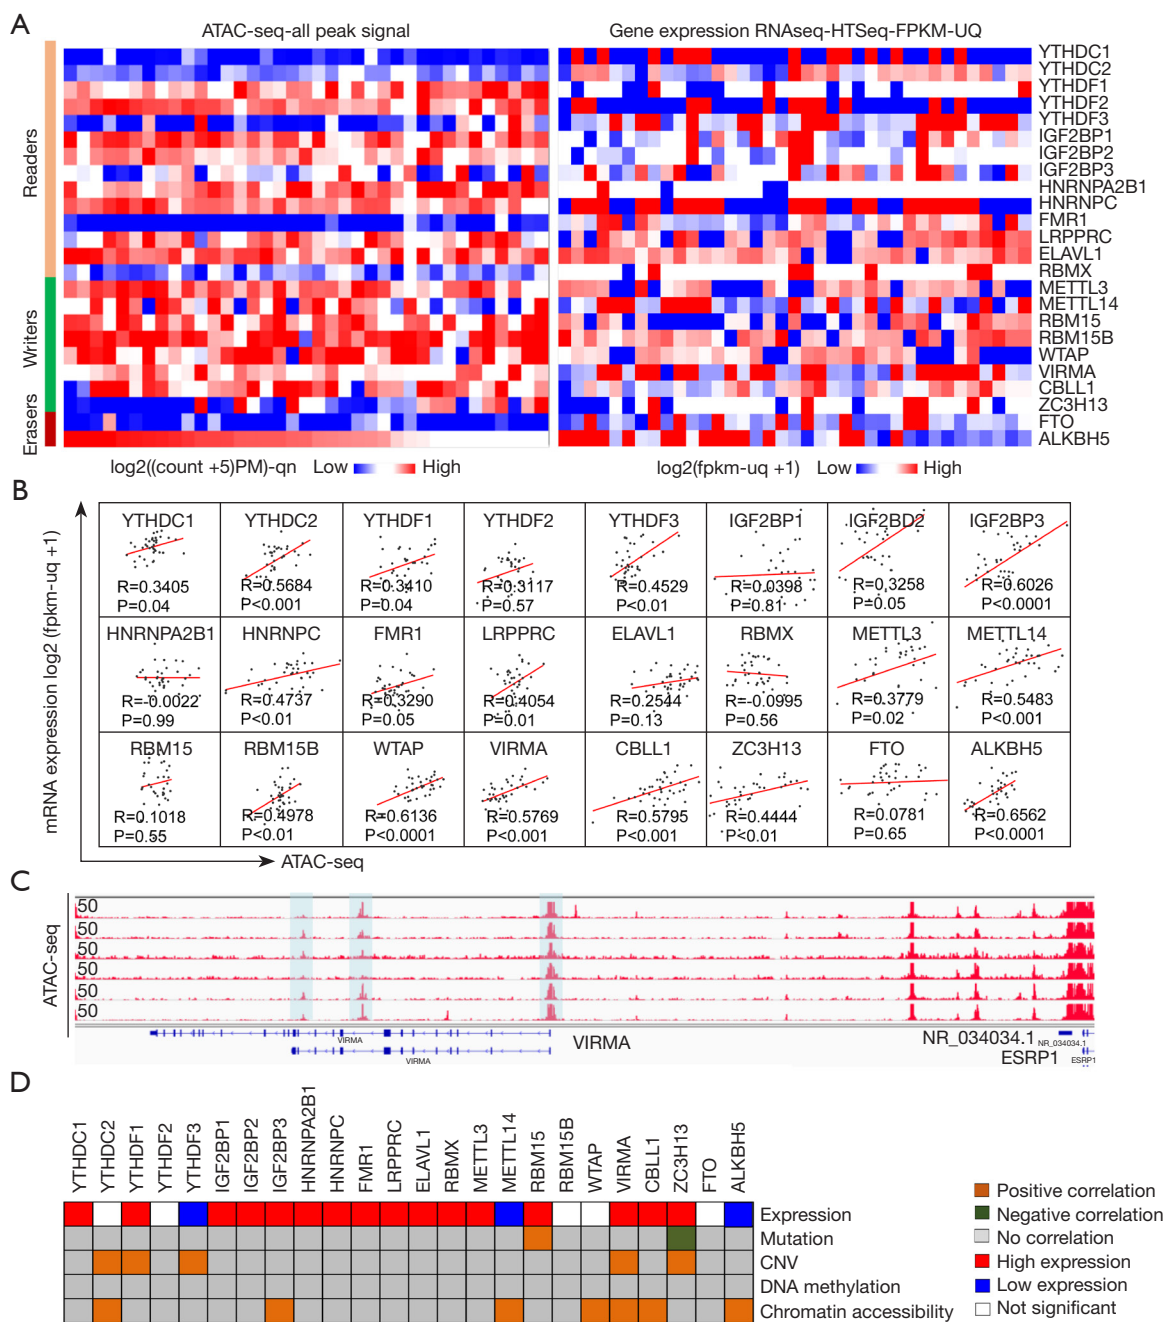 A
ATAC-seq-all peak signal
Gene expression RNAseq-HTSeq-FPKM-UQ
Readers
Writers
Erasers
YTHDC1
YTHDC2
YTHDF1
YTHDF2
YTHDF3
IGF2BP1
IGF2BP2
IGF2BP3
HNRNPA2B1
HNRNPC
FMR1
LRPPRC
ELAVL1
RBMX
METTL3
METTL14
RBM15
RBM15B
WTAP
VIRMA
CBLL1
ZC3H13
FTO
ALKBH5
log2((count +5)PM)-qn Low High
log2(fpkm-uq +1) Low High
B
mRNA expression log2 (fpkm-uq +1)
YTHDC1 YTHDC2 YTHDF1 YTHDF2 YTHDF3 IGF2BP1 IGF2BD2 IGF2BP3
R=0.3405 R=0.5684 R=0.3410 R=0.3117 R=0.4529 R=0.0398 R=0.3258 R=0.6026
P=0.04 P<0.001 P=0.04 P=0.57 P<0.01 P=0.81 P=0.05 P<0.0001
HNRNPA2B1 HNRNPC FMR1 LRPPRC ELAVL1 RBMX METTL3 METTL14
R=-0.0022 R=0.4737 R=0.3290 R=0.4054 R=0.2544 R=-0.0995 R=0.3779 R=0.5483
P=0.99 P<0.01 P=0.05 P=0.01 P=0.13 P=0.56 P=0.02 P<0.001
RBM15 RBM15B WTAP VIRMA CBLL1 ZC3H13 FTO ALKBH5
R=0.1018 R=0.4978 R=0.6136 R=0.5769 R=0.5795 R=0.4444 R=0.0781 R=0.6562
P=0.55 P<0.01 P<0.0001 P<0.001 P<0.001 P<0.01 P=0.65 P<0.0001
ATAC-seq
C
ATAC-seq
50
50
50
50
50
50
VIRMA
VIRMA
VIRMA
NR_034034.1
NR_034034.1
ESRP1
ESRP1
D
YTHDC1
YTHDC2
YTHDF1
YTHDF2
YTHDF3
IGF2BP1
IGF2BP2
IGF2BP3
HNRNPA2B1
HNRNPC
FMR1
LRPPRC
ELAVL1
RBMX
METTL3
METTL14
RBM15
RBM15B
WTAP
VIRMA
CBLL1
ZC3H13
FTO
ALKBH5
Expression
Mutation
CNV
DNA methylation
Chromatin accessibility
Positive correlation
Negative correlation
No correlation
High expression
Low expression
Not significant